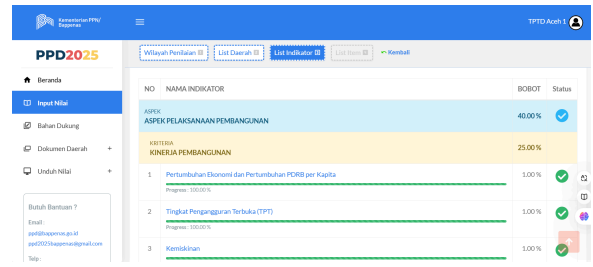 Kementerian PPN/
Bappenas
TPTD Aceh 1
PPD2025
Wilayah Penilaian
List Daerah
List Indikator
List Item
Kembali
Beranda
Input Nilai
Bahan Dukung
Dokumen Daerah +
Unduh Nilai +
Butuh Bantuan ?
Email :
ppd@bappenas.go.id
ppd2025bappenas@gmail.com
Telp :
NO NAMA INDIKATOR BOBOT Status
ASPEK
ASPEK PELAKSANAAN PEMBANGUNAN 40.00 %
KRITERIA
KINERJA PEMBANGUNAN 25.00 %
1 Pertumbuhan Ekonomi dan Pertumbuhan PDRB per Kapita 1.00 %
Progress : 100.00 %
2 Tingkat Pengangguran Terbuka (TPT) 1.00 %
Progress : 100.00 %
3 Kemiskinan 1.00 %